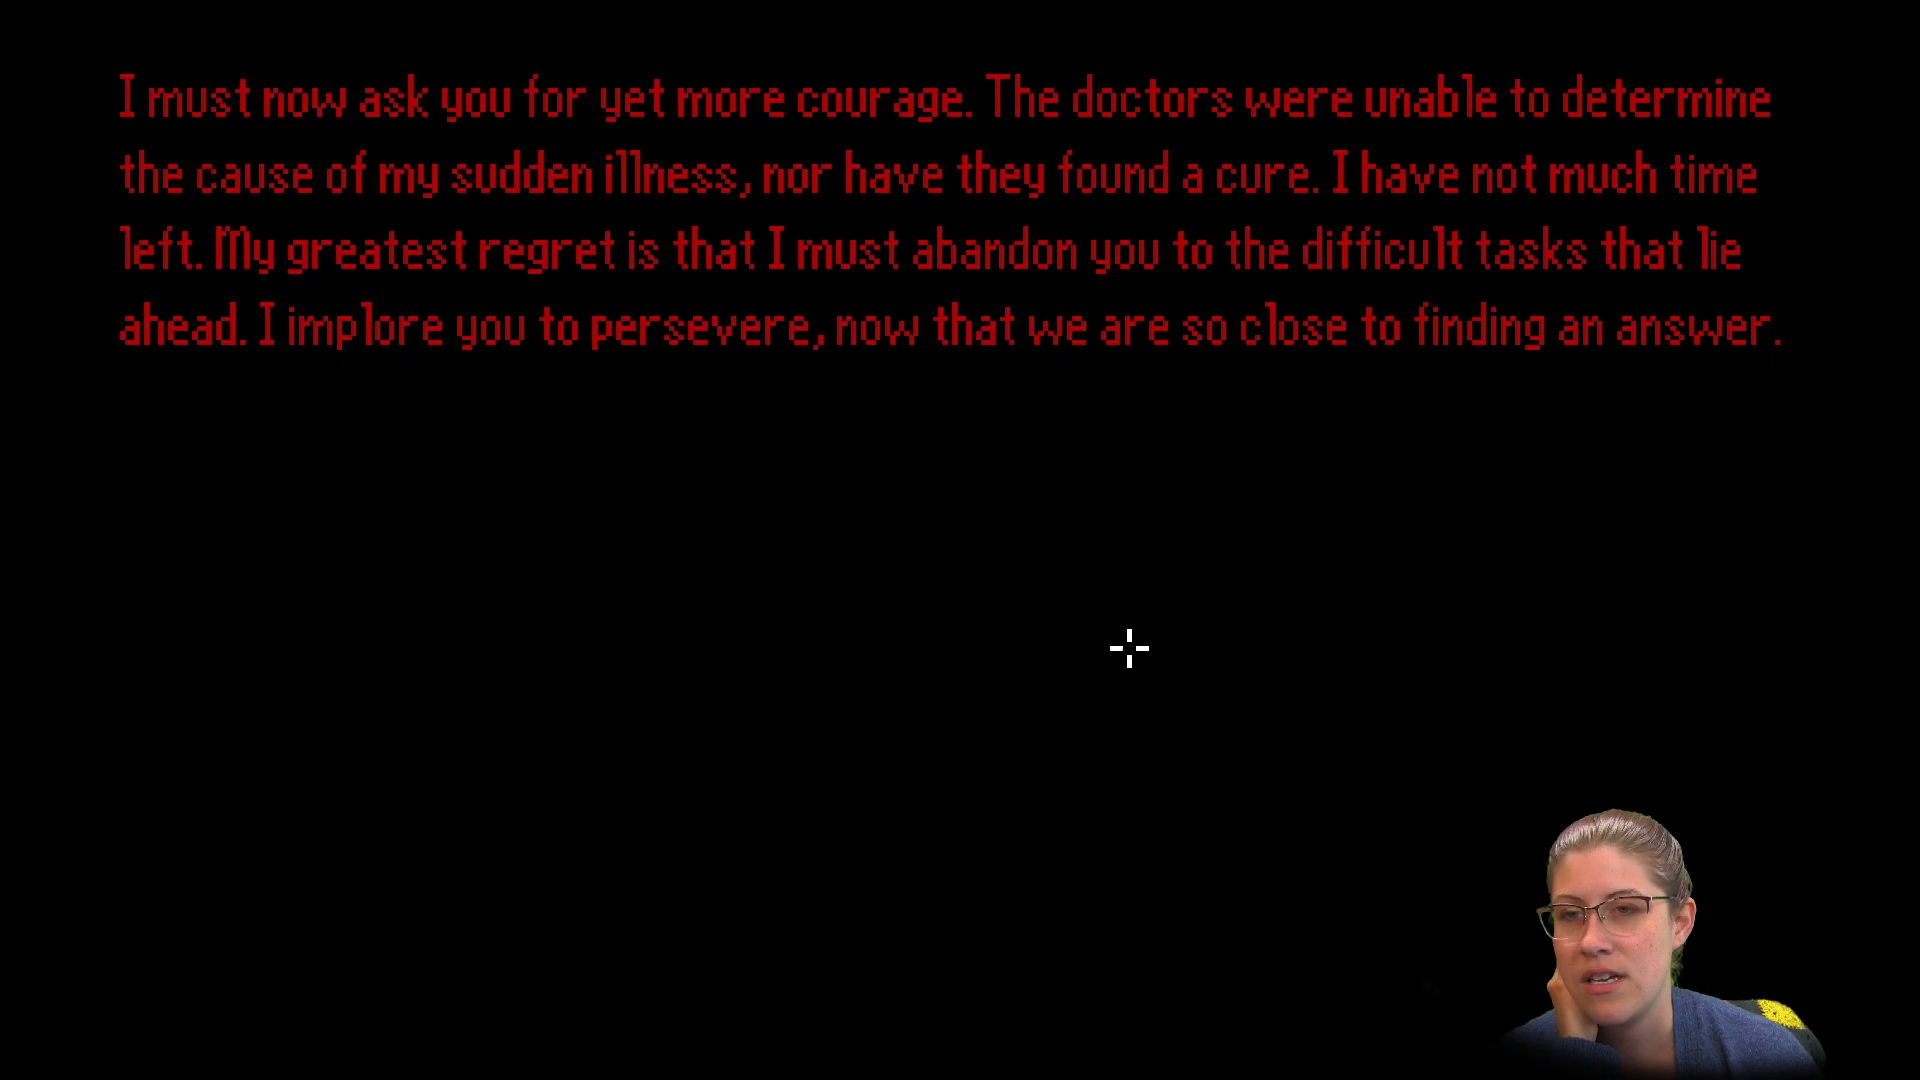 I must now ask you for yet more courage. The doctors were unable to determine
the cause of my sudden illness, nor have they found a cure. I have not much time
left. My greatest regret is that I must abandon you to the difficult tasks that lie
ahead. I implore you to persevere, now that we are so close to finding an answer.